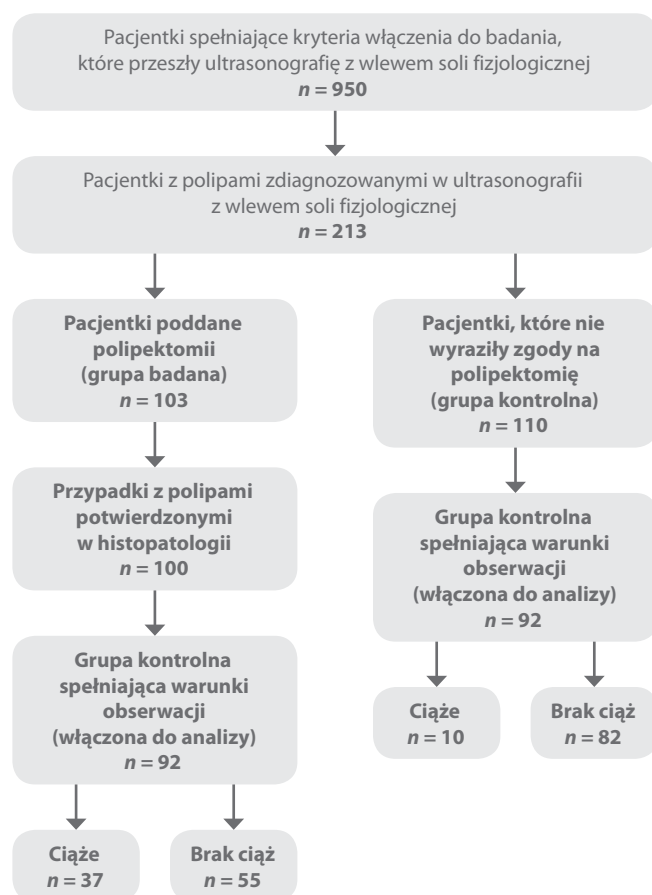 Pacjentki spełniające kryteria włączenia do badania,
które przeszły ultrasonografię z wlewem soli fizjologicznej
n = 950
Pacjentki z polipami zdiagnozowanymi w ultrasonografii
z wlewem soli fizjologicznej
n = 213
Pacjentki poddane
polipektomii
(grupa badana)
n = 103
Przypadki z polipami
potwierdzonymi
w histopatologii
n = 100
Grupa kontrolna
spełniająca warunki
obserwacji
(włączona do analizy)
n = 92
Ciąże
n = 37
Brak ciąż
n = 55
Pacjentki, które nie
wyraziły zgody na
polipektomię
(grupa kontrolna)
n = 110
Grupa kontrolna
spełniająca warunki
obserwacji
(włączona do analizy)
n = 92
Ciąże
n = 10
Brak ciąż
n = 82